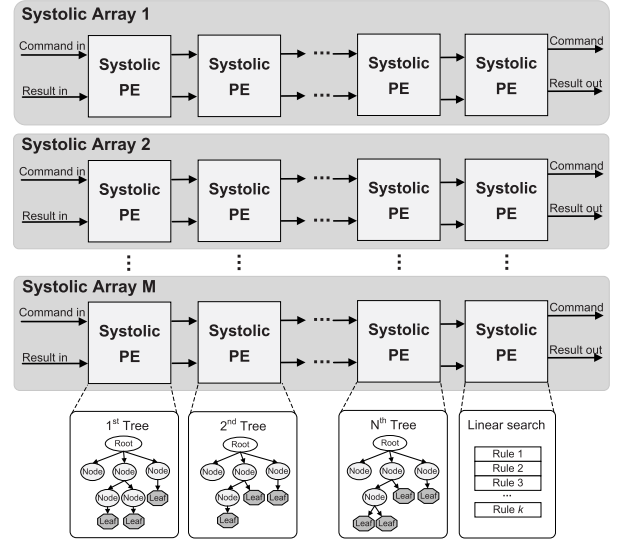 Systolic Array 1
Command in
Result in
Systolic PE
Systolic PE
...
...
Systolic PE
Systolic PE
Command
Result out
Systolic Array 2
Command in
Result in
Systolic PE
Systolic PE
...
...
Systolic PE
Systolic PE
Command
Result out
Systolic Array M
Command in
Result in
Systolic PE
Systolic PE
...
...
Systolic PE
Systolic PE
Command
Result out
1st Tree
Root
Node Node Node
Node Node Leaf
Leaf Leaf
2nd Tree
Root
Node Node Node
Node Leaf Leaf
Leaf
Nth Tree
Root
Node Node Node
Node Leaf Leaf
Leaf Leaf
Linear search
Rule 1
Rule 2
Rule 3
...
Rule k